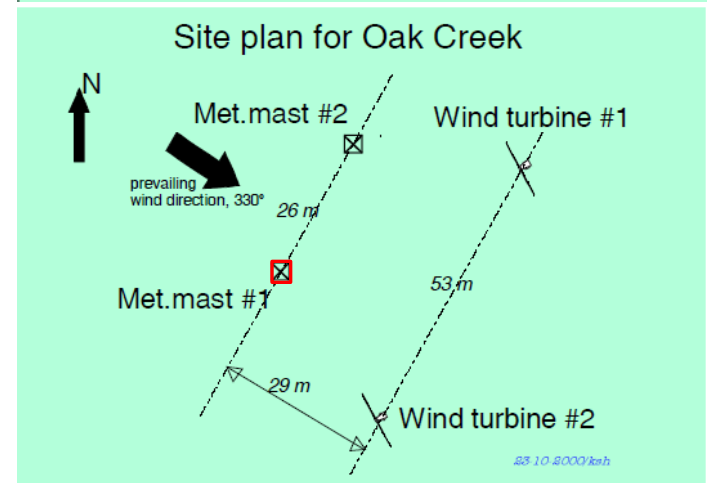 Site plan for Oak Creek
N
Met.mast #2
Wind turbine #1
prevailing
wind direction, 330°
26 m
Met.mast #1
53 m
29 m
Wind turbine #2
23-10-2000/ksh